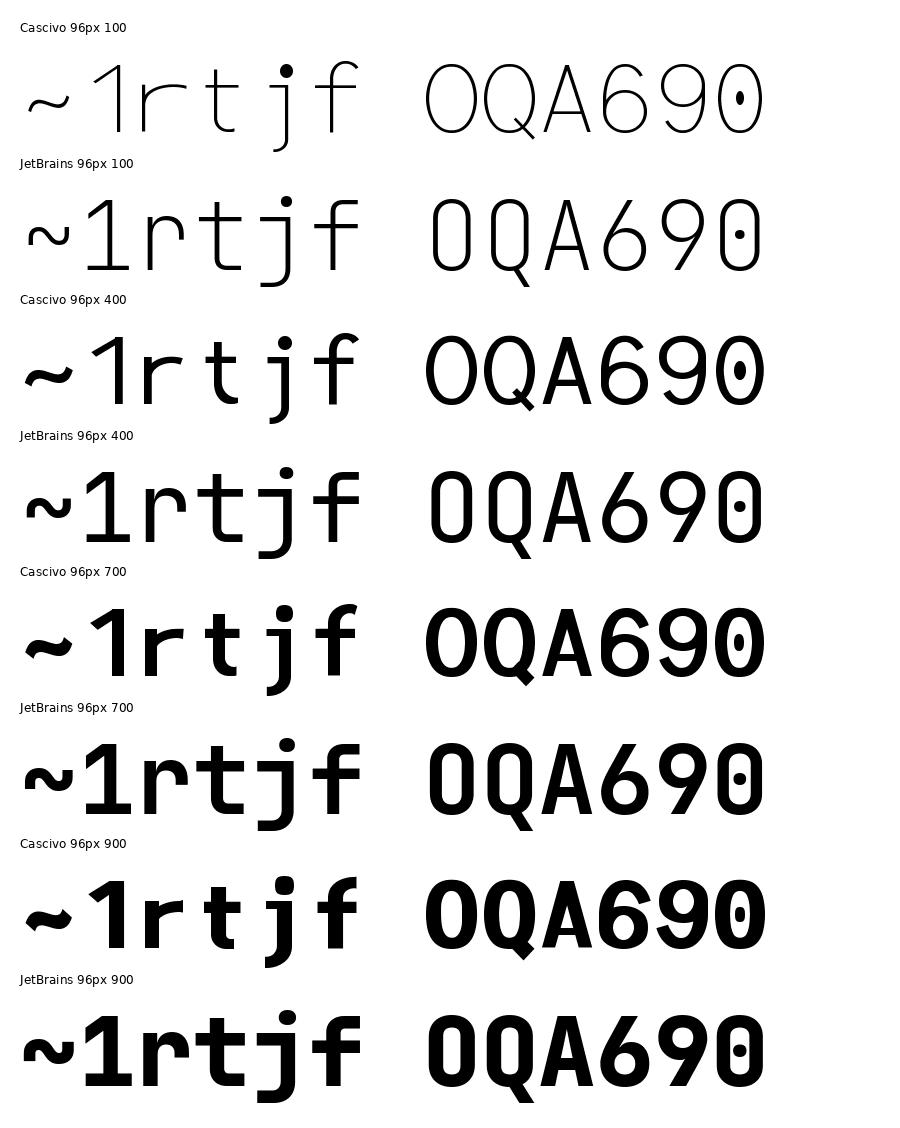 Cascivo 96px 100
~1rtjf OQA690
JetBrains 96px 100
~1rtjf OQA690
Cascivo 96px 400
~1rtjf OQA690
JetBrains 96px 400
~1rtjf OQA690
Cascivo 96px 700
~1rtjf OQA690
JetBrains 96px 700
~1rtjf OQA690
Cascivo 96px 900
~1rtjf OQA690
JetBrains 96px 900
~1rtjf OQA690